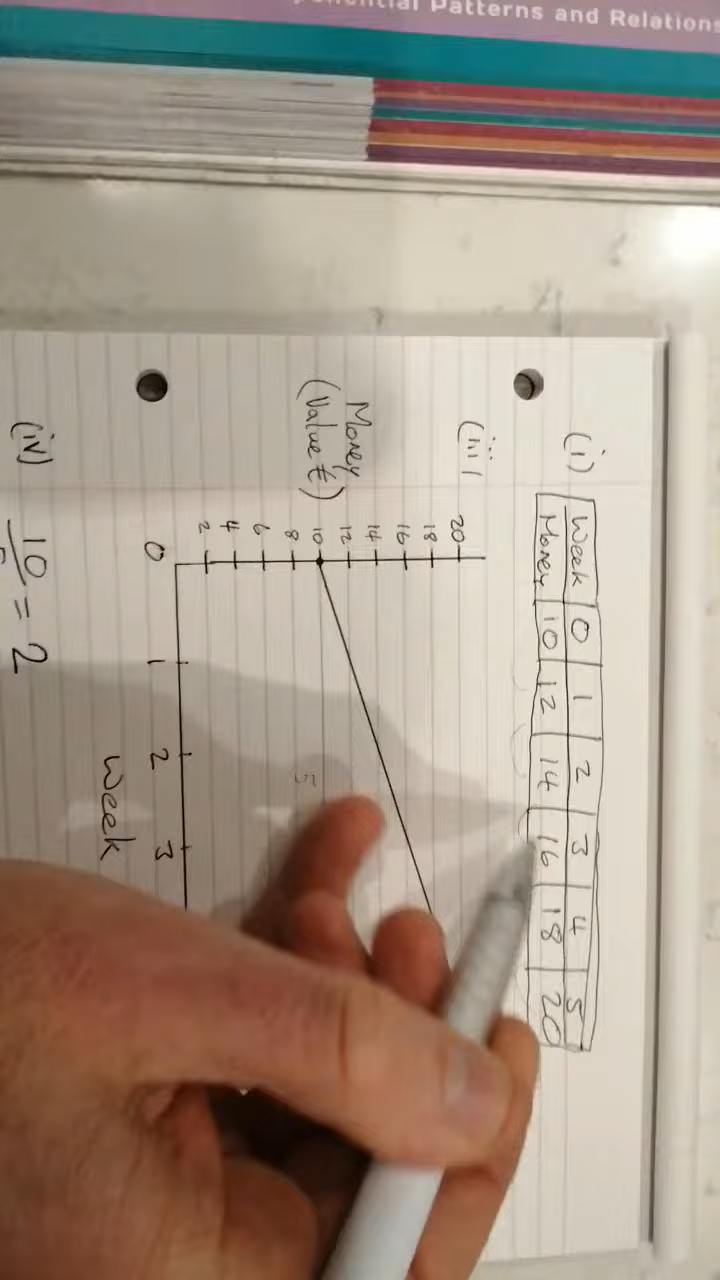 Patterns and Relations
(i)
Week 0 1 2 3 4 5
Money 10 12 14 16 18 20
(iii
20
18
16
14
12
10
8
6
4
2
Money
(Value €)
0 1 2 3
Week
5
(iv) 10 = 2